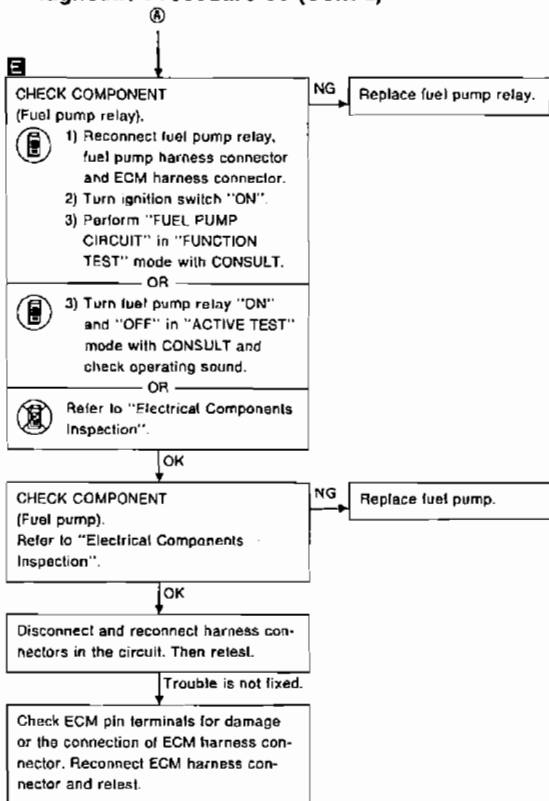 Ⓐ
E
CHECK COMPONENT
(Fuel pump relay).
1) Reconnect fuel pump relay,
fuel pump harness connector
and ECM harness connector.
2) Turn ignition switch "ON".
3) Perform "FUEL PUMP
CIRCUIT" in "FUNCTION
TEST" mode with CONSULT.
OR
3) Turn fuel pump relay "ON"
and "OFF" in "ACTIVE TEST"
mode with CONSULT and
check operating sound.
OR
Refer to "Electrical Components
Inspection".
NG
Replace fuel pump relay.
OK
CHECK COMPONENT
(Fuel pump).
Refer to "Electrical Components
Inspection".
NG
Replace fuel pump.
OK
Disconnect and reconnect harness con-
nectors in the circuit. Then retest.
Trouble is not fixed.
Check ECM pin terminals for damage
or the connection of ECM harness con-
nector. Reconnect ECM harness con-
nector and retest.